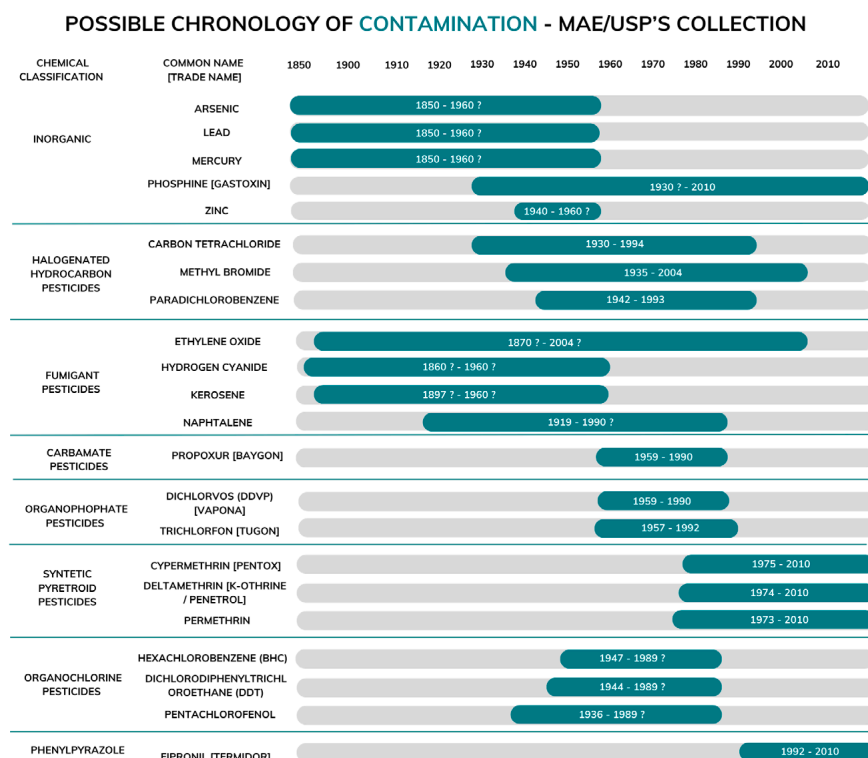 POSSIBLE CHRONOLOGY OF CONTAMINATION - MAE/USP'S COLLECTION
CHEMICAL
CLASSIFICATION
COMMON NAME
[TRADE NAME]
1850 1900 1910 1920 1930 1940 1950 1960 1970 1980 1990 2000 2010
INORGANIC
ARSENIC
1850 - 1960 ?
LEAD
1850 - 1960 ?
MERCURY
1850 - 1960 ?
PHOSPHINE [GASTOXIN]
1930 ? - 2010
ZINC
1940 - 1960 ?
HALOGENATED
HYDROCARBON
PESTICIDES
CARBON TETRACHLORIDE
1930 - 1994
METHYL BROMIDE
1935 - 2004
PARADICHLOROBENZENE
1942 - 1993
FUMIGANT
PESTICIDES
ETHYLENE OXIDE
1870 ? - 2004 ?
HYDROGEN CYANIDE
1860 ? - 1960 ?
KEROSENE
1897 ? - 1960 ?
NAPHTALENE
1919 - 1990 ?
CARBAMATE
PESTICIDES
PROPOXUR [BAYGON]
1959 - 1990
ORGANOPHOPHATE
PESTICIDES
DICHLORVOS (DDVP)
[VAPONA]
1959 - 1990
TRICHLORFON [TUGON]
1957 - 1992
SYNTETIC
PYRETROID
PESTICIDES
CYPERMETHRIN [PENTOX]
1975 - 2010
DELTAMETHRIN [K-OTHRINE
/ PENETROL]
1974 - 2010
PERMETHRIN
1973 - 2010
ORGANOCHLORINE
PESTICIDES
HEXACHLOROBENZENE (BHC)
1947 - 1989 ?
DICHLORODIPHENYLTRICHL
OROETHANE (DDT)
1944 - 1989 ?
PENTACHLOROFENOL
1936 - 1989 ?
PHENYLPYRAZOLE
FIPRONIL [TERMIDOR]
1992 - 2010